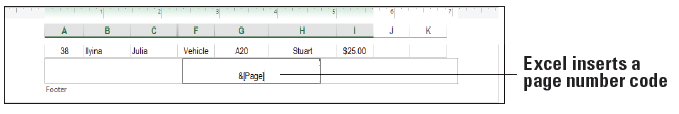 1 2 3 4 5 6 7
A B C F G H I J K
38 Ilyina Julia Vehicle A20 Stuart $25.00
&[Page]
Footer
Excel inserts a
page number code